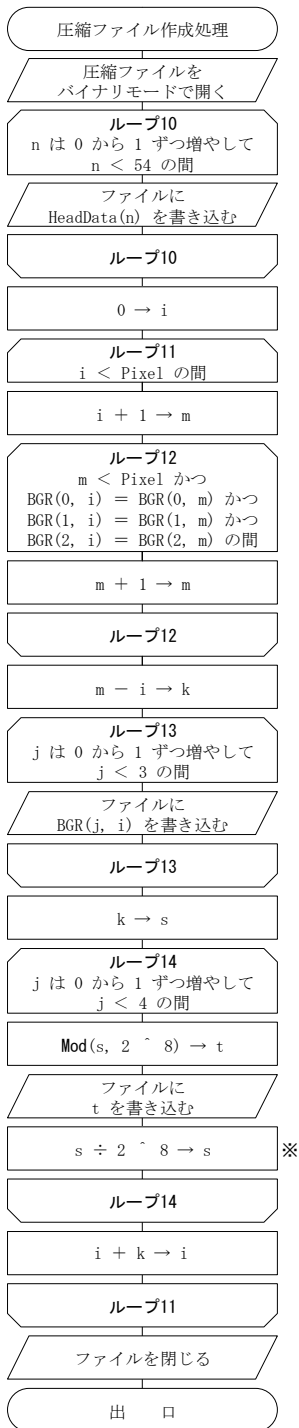 圧縮ファイル作成処理
圧縮ファイルを
バイナリモードで開く
ループ10
n は 0 から 1 ずつ増やして
n ＜ 54 の間
ファイルに
HeadData(n) を書き込む
ループ10
0 → i
ループ11
i ＜ Pixel の間
i + 1 → m
ループ12
m ＜ Pixel かつ
BGR(0, i) ＝ BGR(0, m) かつ
BGR(1, i) ＝ BGR(1, m) かつ
BGR(2, i) ＝ BGR(2, m) の間
m + 1 → m
ループ12
m － i → k
ループ13
j は 0 から 1 ずつ増やして
j ＜ 3 の間
ファイルに
BGR(j, i) を書き込む
ループ13
k → s
ループ14
j は 0 から 1 ずつ増やして
j ＜ 4 の間
Mod(s, 2 ^ 8) → t
ファイルに
t を書き込む
s ÷ 2 ^ 8 → s ※
ループ14
i + k → i
ループ11
ファイルを閉じる
出 口